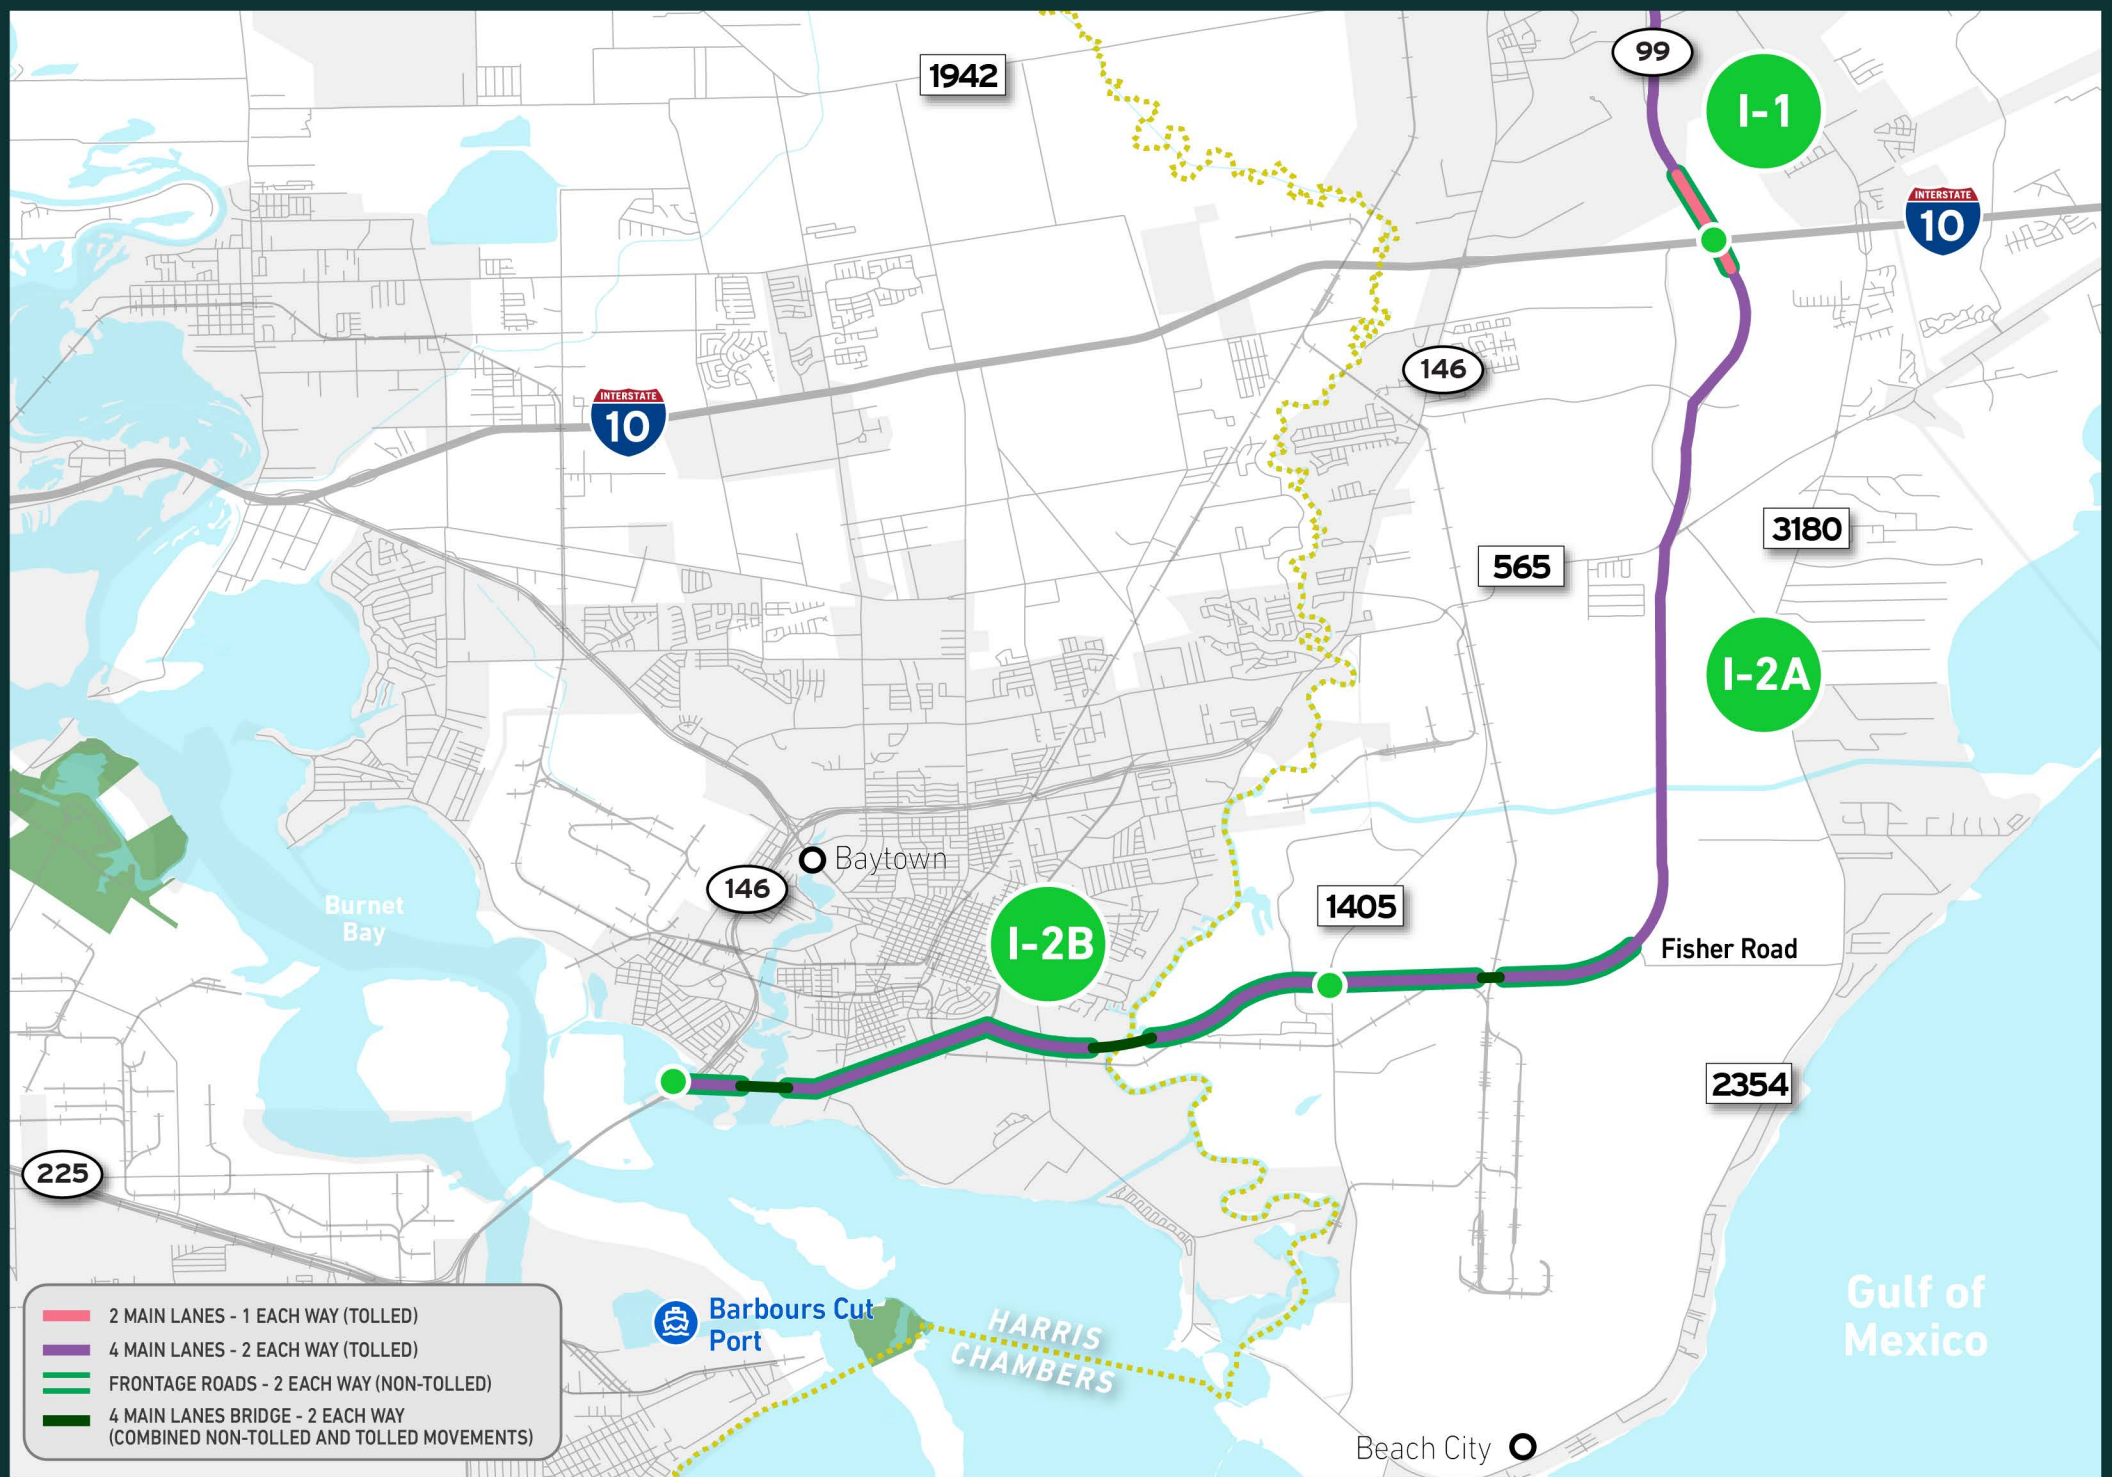 99
1942
I-1
INTERSTATE
10
146
INTERSTATE
10
3180
565
I-2A
Baytown
146
1405
Burnet
Bay
I-2B
Fisher Road
2354
225
Gulf of
Mexico
Barbours Cut
Port
HARRIS
CHAMBERS
Beach City
2 MAIN LANES - 1 EACH WAY (TOLLED)
4 MAIN LANES - 2 EACH WAY (TOLLED)
FRONTAGE ROADS - 2 EACH WAY (NON-TOLLED)
4 MAIN LANES BRIDGE - 2 EACH WAY
(COMBINED NON-TOLLED AND TOLLED MOVEMENTS)